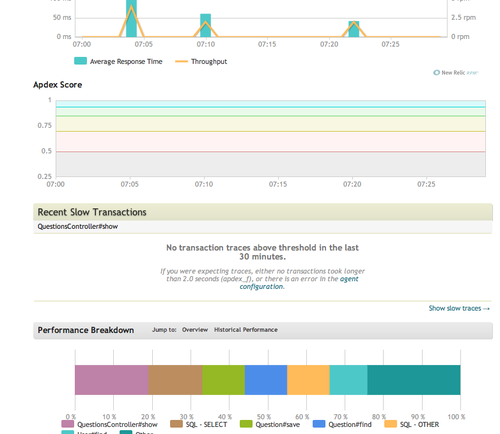 50 ms
2.5 rpm
0 ms
0 rpm
07:00 07:05 07:10 07:15 07:20 07:25
Average Response Time Throughput
New Relic
Apdex Score
1
0.75
0.5
0.25
07:00 07:05 07:10 07:15 07:20 07:25
Recent Slow Transactions
QuestionsController#show
No transaction traces above threshold in the last
30 minutes.
If you were expecting traces, either no transactions took longer
than 2.0 seconds (apdex_f), or there is an error in the agent
configuration.
Show slow traces →
Performance Breakdown Jump to: Overview Historical Performance
0 % 10 % 20 % 30 % 40 % 50 % 60 % 70 % 80 % 90 % 100 %
QuestionsController#show SQL - SELECT Question#save Question#find SQL - OTHER